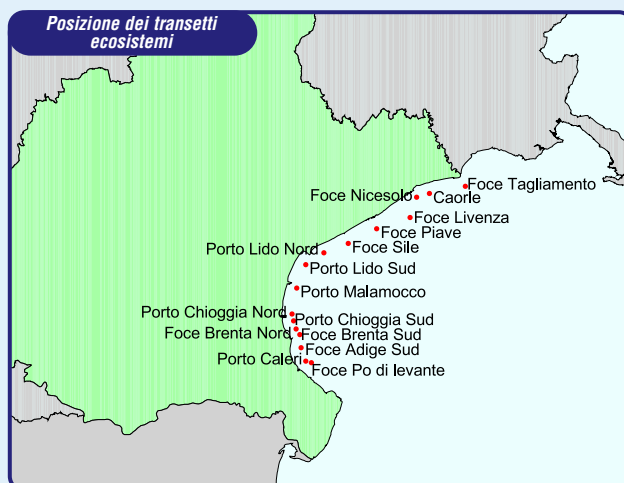 Posizione dei transetti
ecosistemi
Foce Tagliamento
Foce Nicesolo
Caorle
Foce Livenza
Foce Piave
Foce Sile
Porto Lido Nord
Porto Lido Sud
Porto Malamocco
Porto Chioggia Nord
Porto Chioggia Sud
Foce Brenta Nord
Foce Brenta Sud
Foce Adige Sud
Porto Caleri
Foce Po di levante